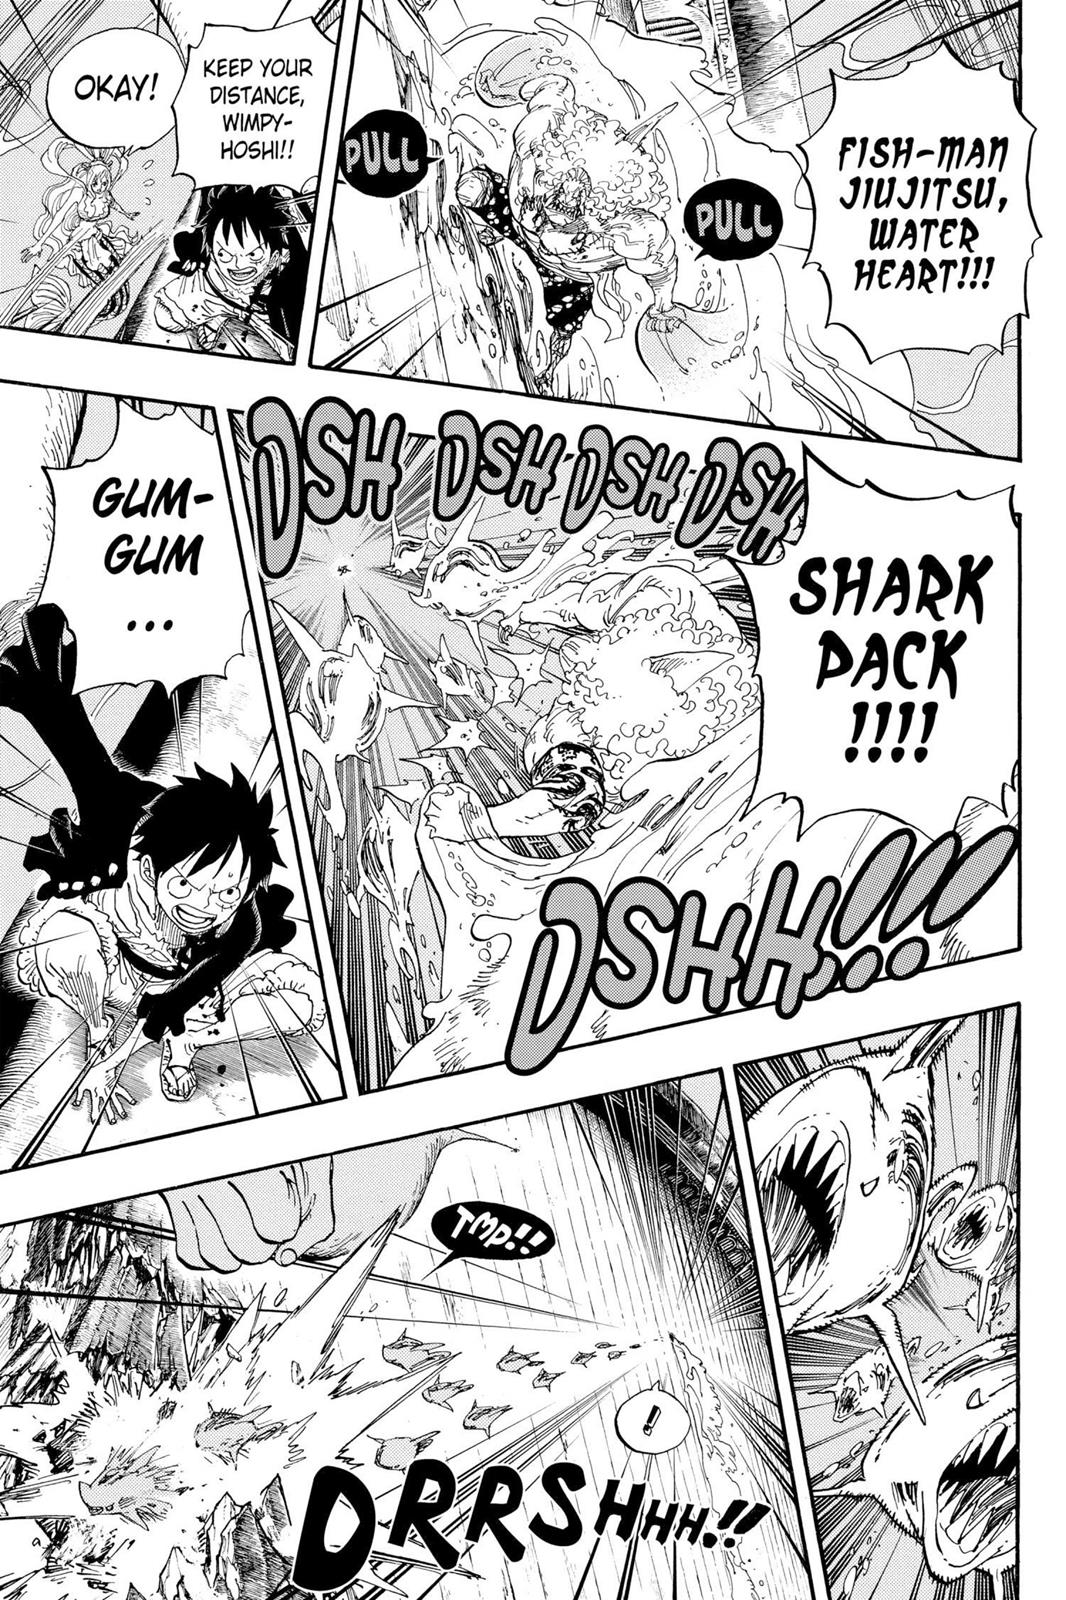 FISH-MAN
JIUJITSU,
WATER
HEART!!!
PULL
PULL
KEEP YOUR
DISTANCE,
WIMPY-
HOSHI!!
OKAY!
SHARK
PACK
!!!!
DSH DSH DSH DSH
DSHH!!!
GUM-
GUM
...
TMP!!
!
DRRSHHH!!